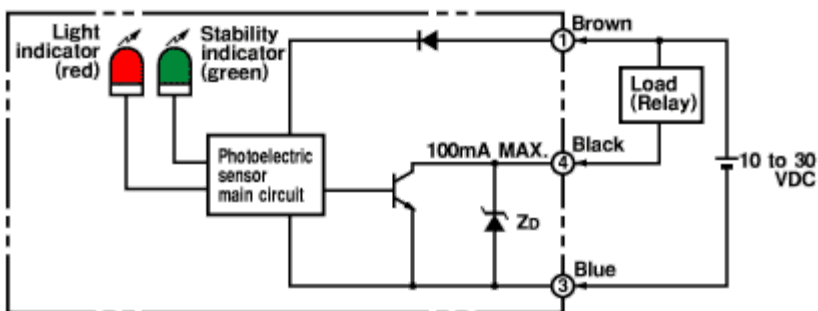 Light
indicator
(red)
Stability
indicator
(green)
Photoelectric
sensor
main circuit
100mA MAX.
ZD
1
Brown
Load
(Relay)
4
Black
10 to 30
VDC
3
Blue